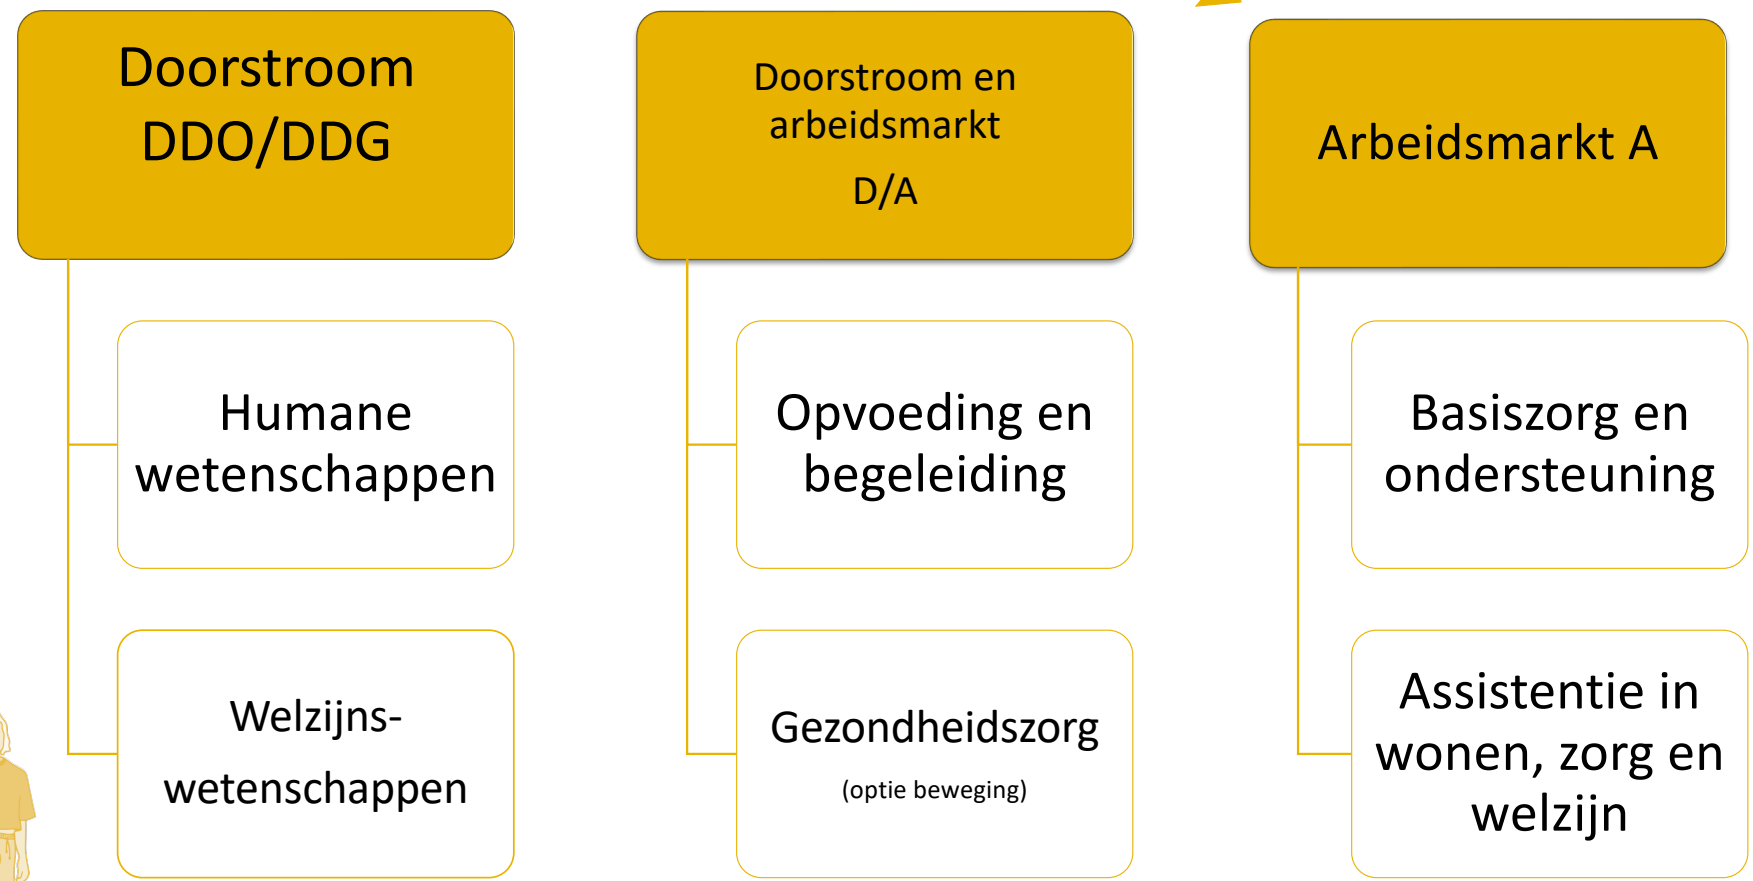 Doorstroom
DDO/DDG
Humane
wetenschappen
Welzijns-
wetenschappen
Doorstroom en
arbeidsmarkt
D/A
Opvoeding en
begeleiding
Gezondheidszorg
(optie beweging)
Arbeidsmarkt A
Basiszorg en
ondersteuning
Assistentie in
wonen, zorg en
welzijn